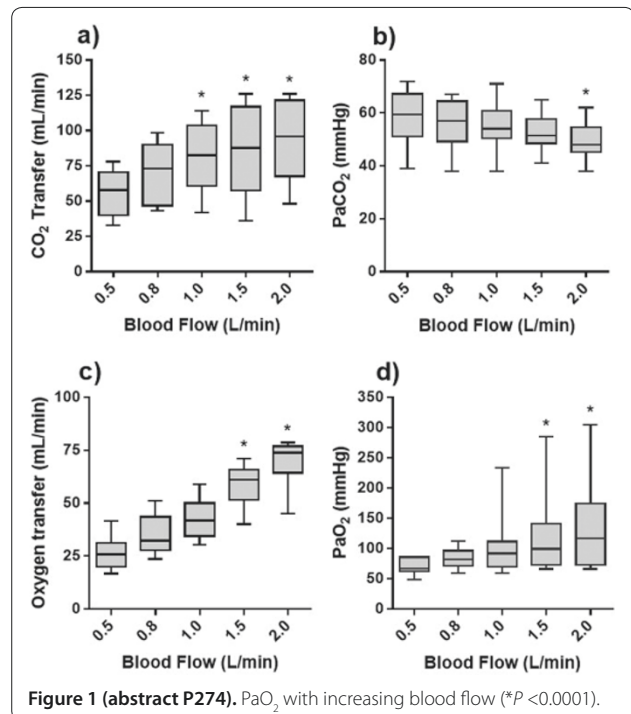 a)
CO₂ Transfer (mL/min)
150
125
100
75
50
25
0
* * *
0.5 0.8 1.0 1.5 2.0
Blood Flow (L/min)
b)
PaCO₂ (mmHg)
80
60
40
20
0
*
0.5 0.8 1.0 1.5 2.0
Blood Flow (L/min)
c)
Oxygen transfer (mL/min)
100
75
50
25
0
* *
0.5 0.8 1.0 1.5 2.0
Blood Flow (L/min)
d)
PaO₂ (mmHg)
350
300
250
200
150
100
50
0
* *
0.5 0.8 1.0 1.5 2.0
Blood Flow (L/min)
Figure 1 (abstract P274). PaO₂ with increasing blood flow (*P <0.0001).